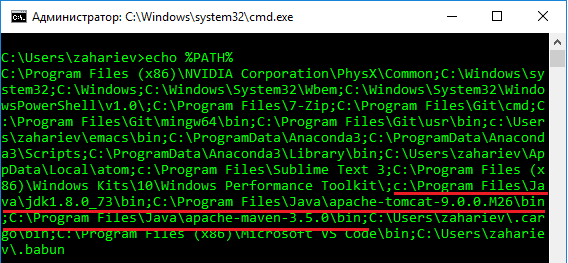 Администратор: C:\Windows\system32\cmd.exe
C:\Users\zahariev>echo %PATH%
C:\Program Files (x86)\NVIDIA Corporation\PhysX\Common;C:\Windows\sy
stem32;C:\Windows;C:\Windows\System32\Wbem;C:\Windows\System32\Windo
wsPowerShell\v1.0\;C:\Program Files\7-Zip;C:\Program Files\Git\cmd;C
:\Program Files\Git\mingw64\bin;C:\Program Files\Git\usr\bin;c:\User
s\zahariev\emacs\bin;C:\ProgramData\Anaconda3;C:\ProgramData\Anacond
a3\Scripts;C:\ProgramData\Anaconda3\Library\bin;C:\Users\zahariev\Ap
pData\Local\atom;c:\Program Files\Sublime Text 3;C:\Program Files (x
86)\Windows Kits\10\Windows Performance Toolkit\;c:\Program Files\Ja
va\jdk1.8.0_73\bin;C:\Program Files\Java\apache-tomcat-9.0.0.M26\bin
;C:\Program Files\Java\apache-maven-3.5.0\bin;C:\Users\zahariev\.car
go\bin;C:\Program Files (x86)\Microsoft VS Code\bin;C:\Users\zaharie
v\.babun